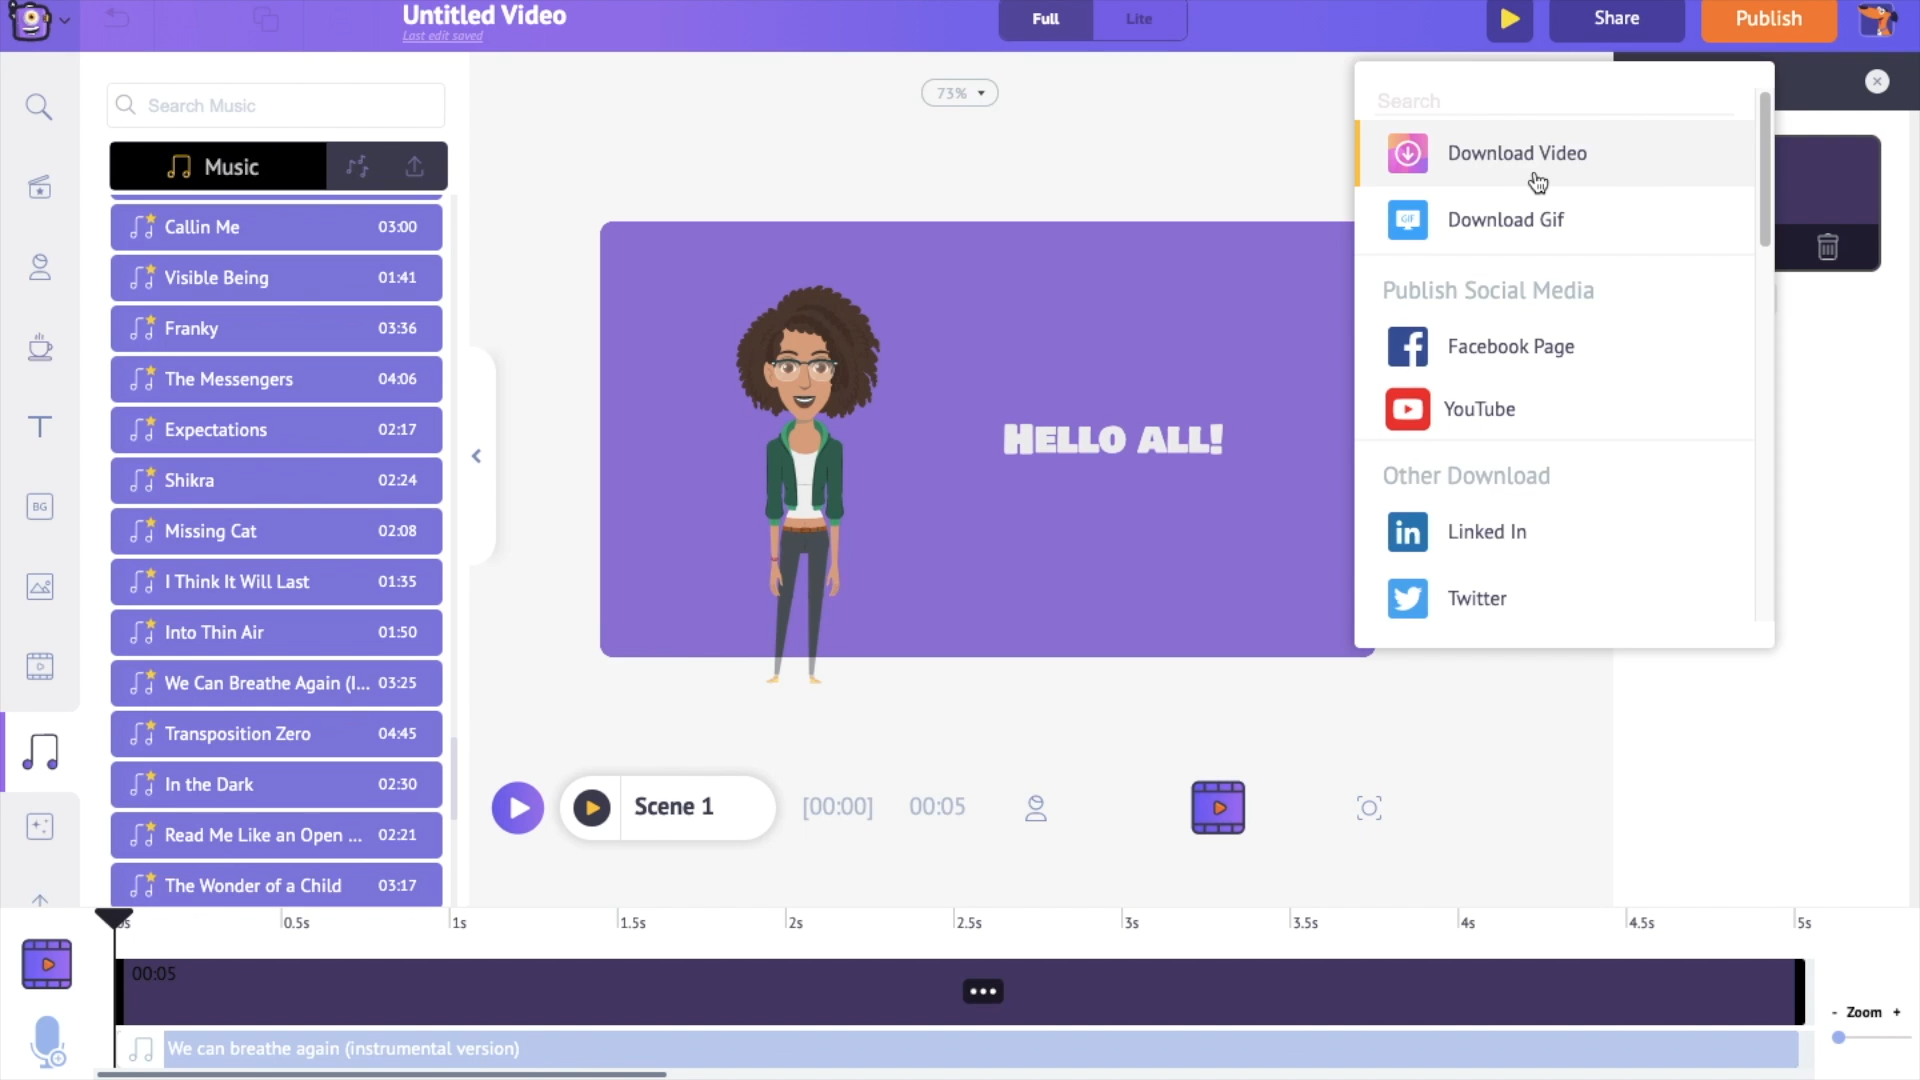 Untitled Video
Last edit saved
Full
Lite
Share
Publish
Search Music
Music
Callin Me 03:00
Visible Being 01:41
Franky 03:36
The Messengers 04:06
Expectations 02:17
Shikra 02:24
Missing Cat 02:08
I Think It Will Last 01:35
Into Thin Air 01:50
We Can Breathe Again (I... 03:25
Transposition Zero 04:45
In the Dark 02:30
Read Me Like an Open ... 02:21
The Wonder of a Child 03:17
BG
73%
HELLO ALL!
Search
Download Video
GIF
Download Gif
Publish Social Media
Facebook Page
YouTube
Other Download
in
Linked In
Twitter
Scene 1
[00:00]
00:05
0s 0.5s 1s 1.5s 2s 2.5s 3s 3.5s 4s 4.5s 5s
00:05
- Zoom +
We can breathe again (instrumental version)